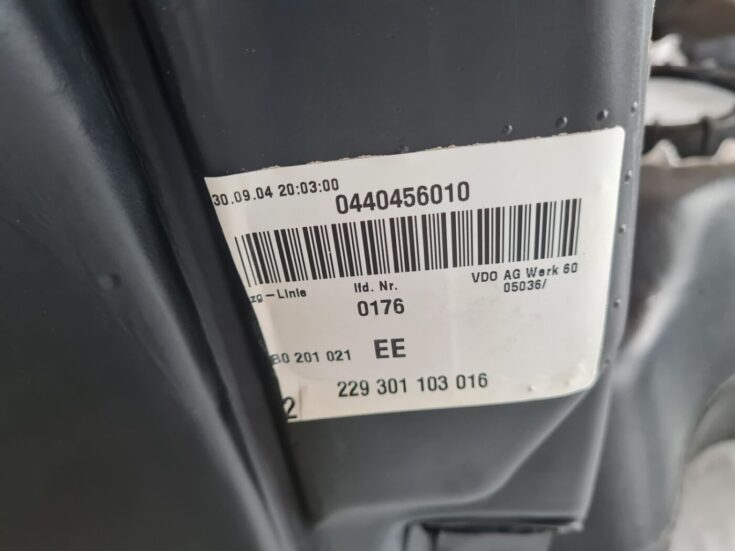 30.09.04 20:03:00
0440456010
zg-Linie lfd. Nr. VDO AG Werk 60
0176 05036/
80 201 021 EE
2 229 301 103 016